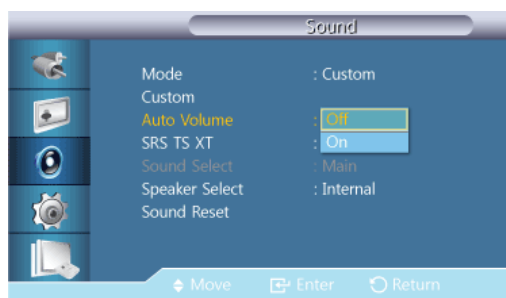 Sound
Mode : Custom
Custom
Auto Volume : Off
SRS TS XT : On
Sound Select : Main
Speaker Select : Internal
Sound Reset
Move Enter Return